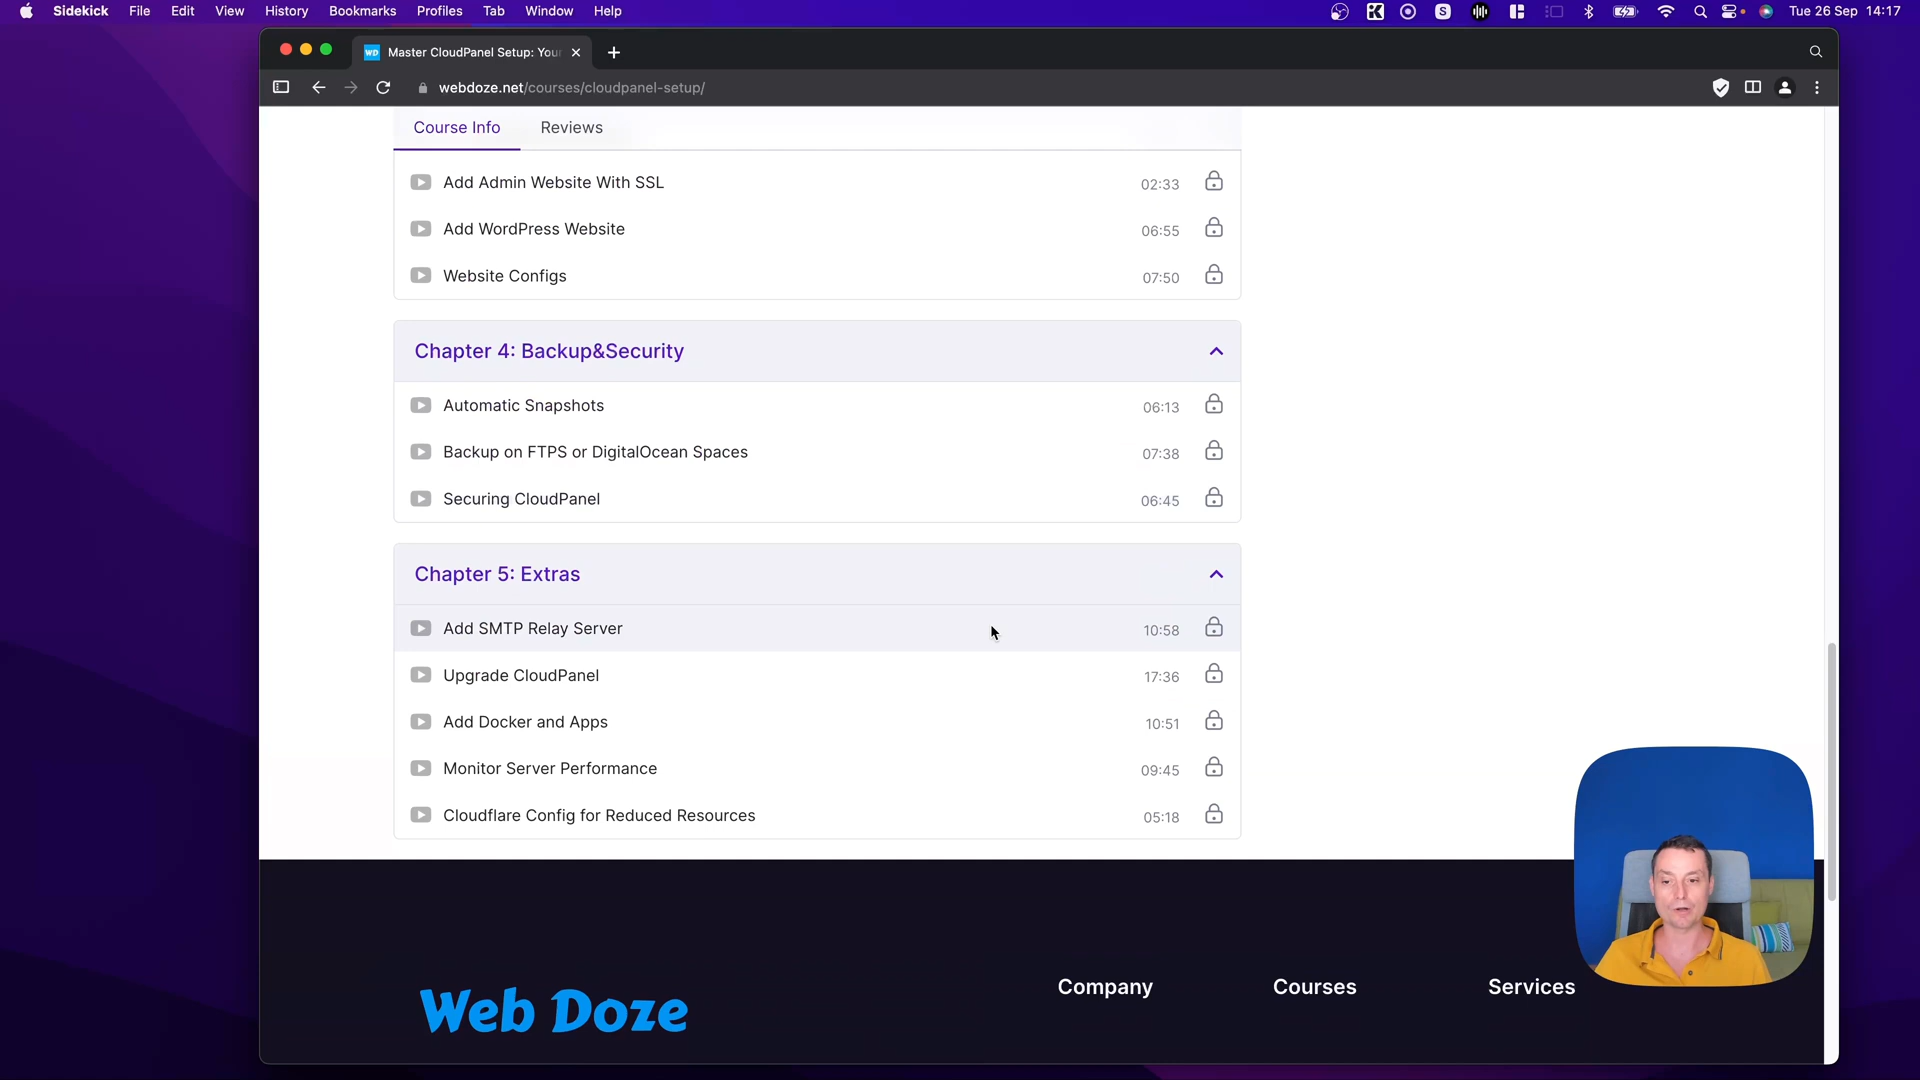 Sidekick File Edit View History Bookmarks Profiles Tab Window Help Tue 26 Sep 14:17
WD Master CloudPanel Setup: You
webdoze.net/courses/cloudpanel-setup/
Course Info Reviews
Add Admin Website With SSL 02:33
Add WordPress Website 06:55
Website Configs 07:50
Chapter 4: Backup&Security
Automatic Snapshots 06:13
Backup on FTPS or DigitalOcean Spaces 07:38
Securing CloudPanel 06:45
Chapter 5: Extras
Add SMTP Relay Server 10:58
Upgrade CloudPanel 17:36
Add Docker and Apps 10:51
Monitor Server Performance 09:45
Cloudflare Config for Reduced Resources 05:18
Company Courses Services
Web Doze